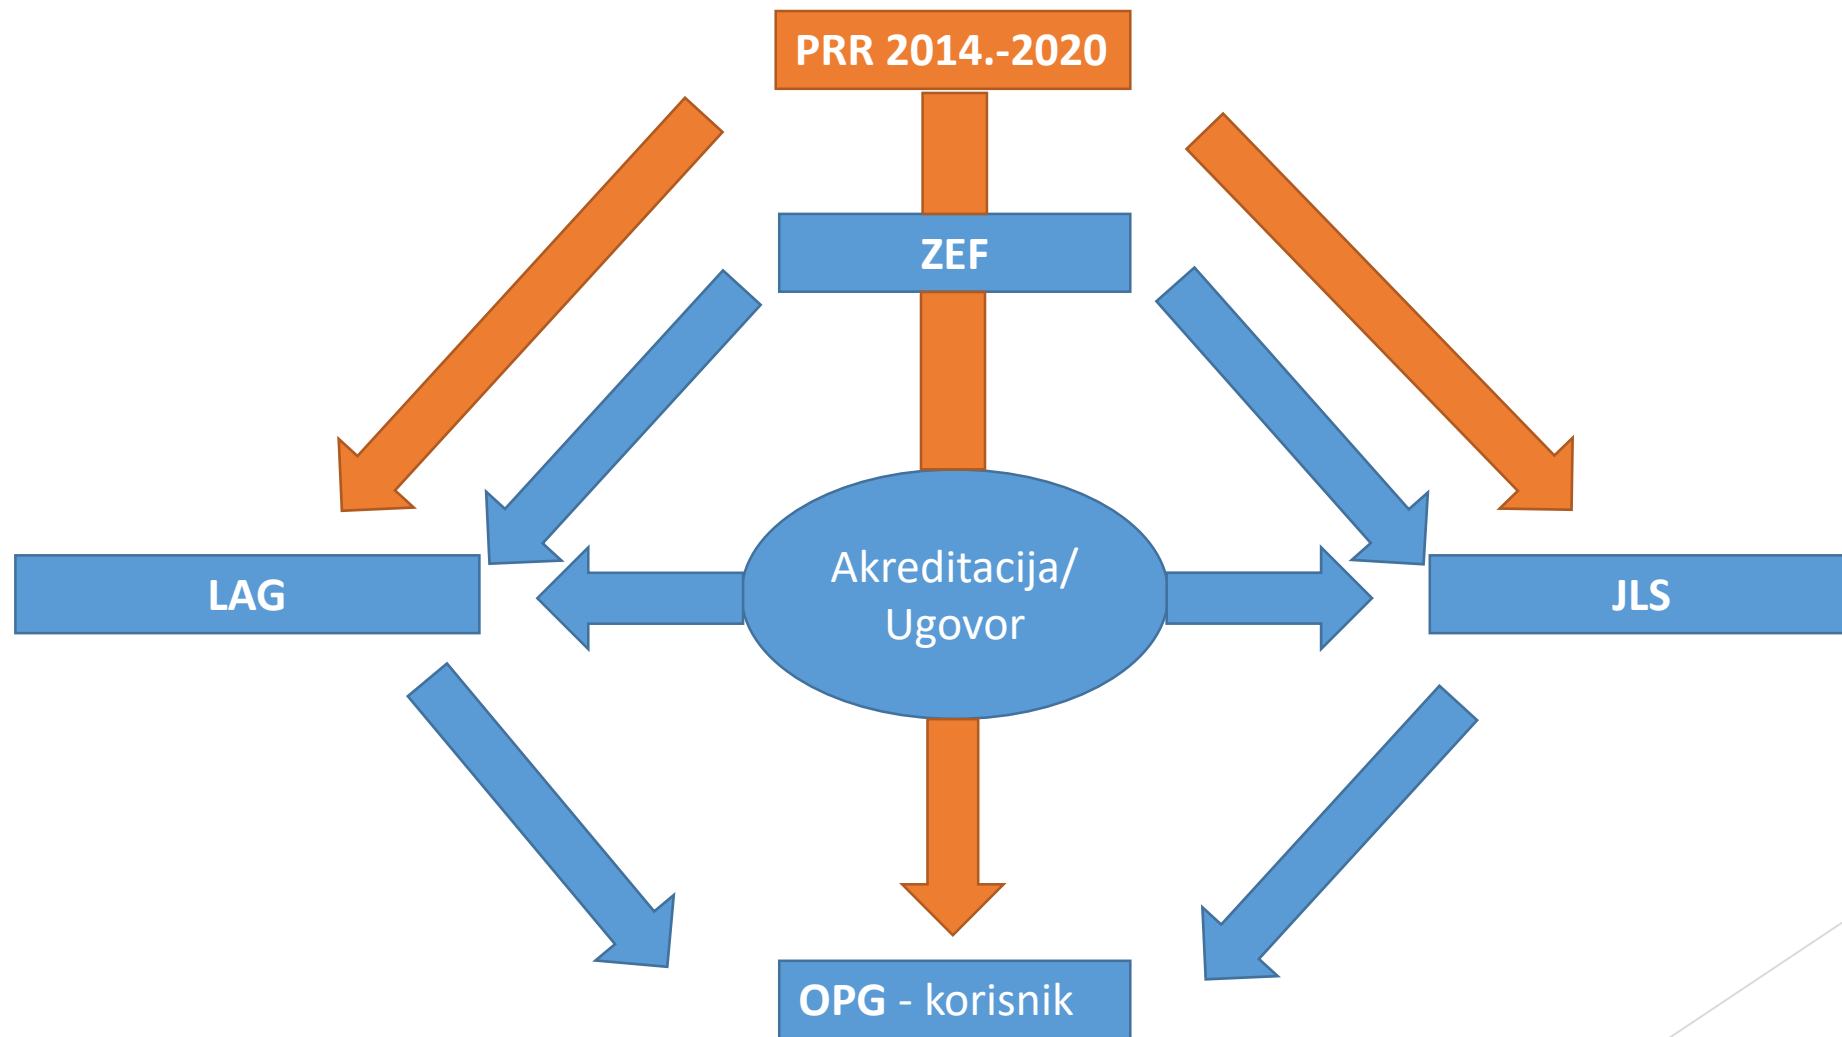 PRR 2014.-2020
ZEF
Akreditacija/
Ugovor
LAG
JLS
OPG - korisnik